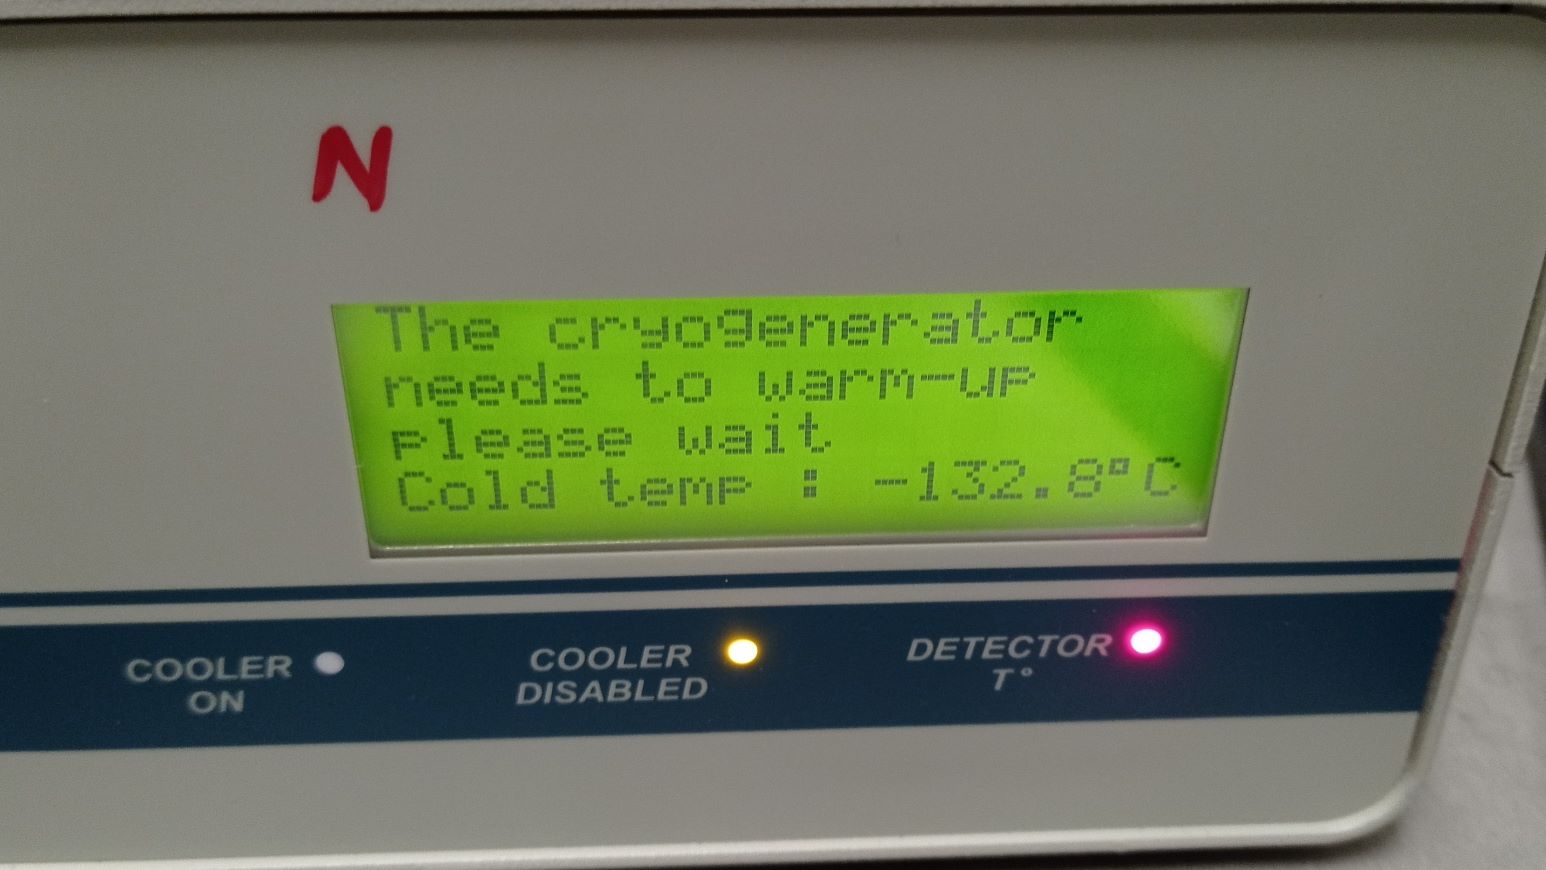 N
The cryogenerator
needs to warm-up
please wait
Cold temp : -132.8°C
COOLER
ON
COOLER
DISABLED
DETECTOR
T°